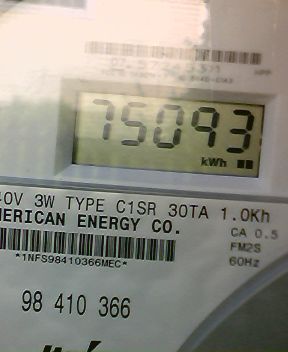 75093
kWh
40V 3W TYPE C1SR 30TA 1.0Kh
MERICAN ENERGY CO.
CA 0.5
*1NFS98410366MEC*
FM2S
60Hz
98 410 366